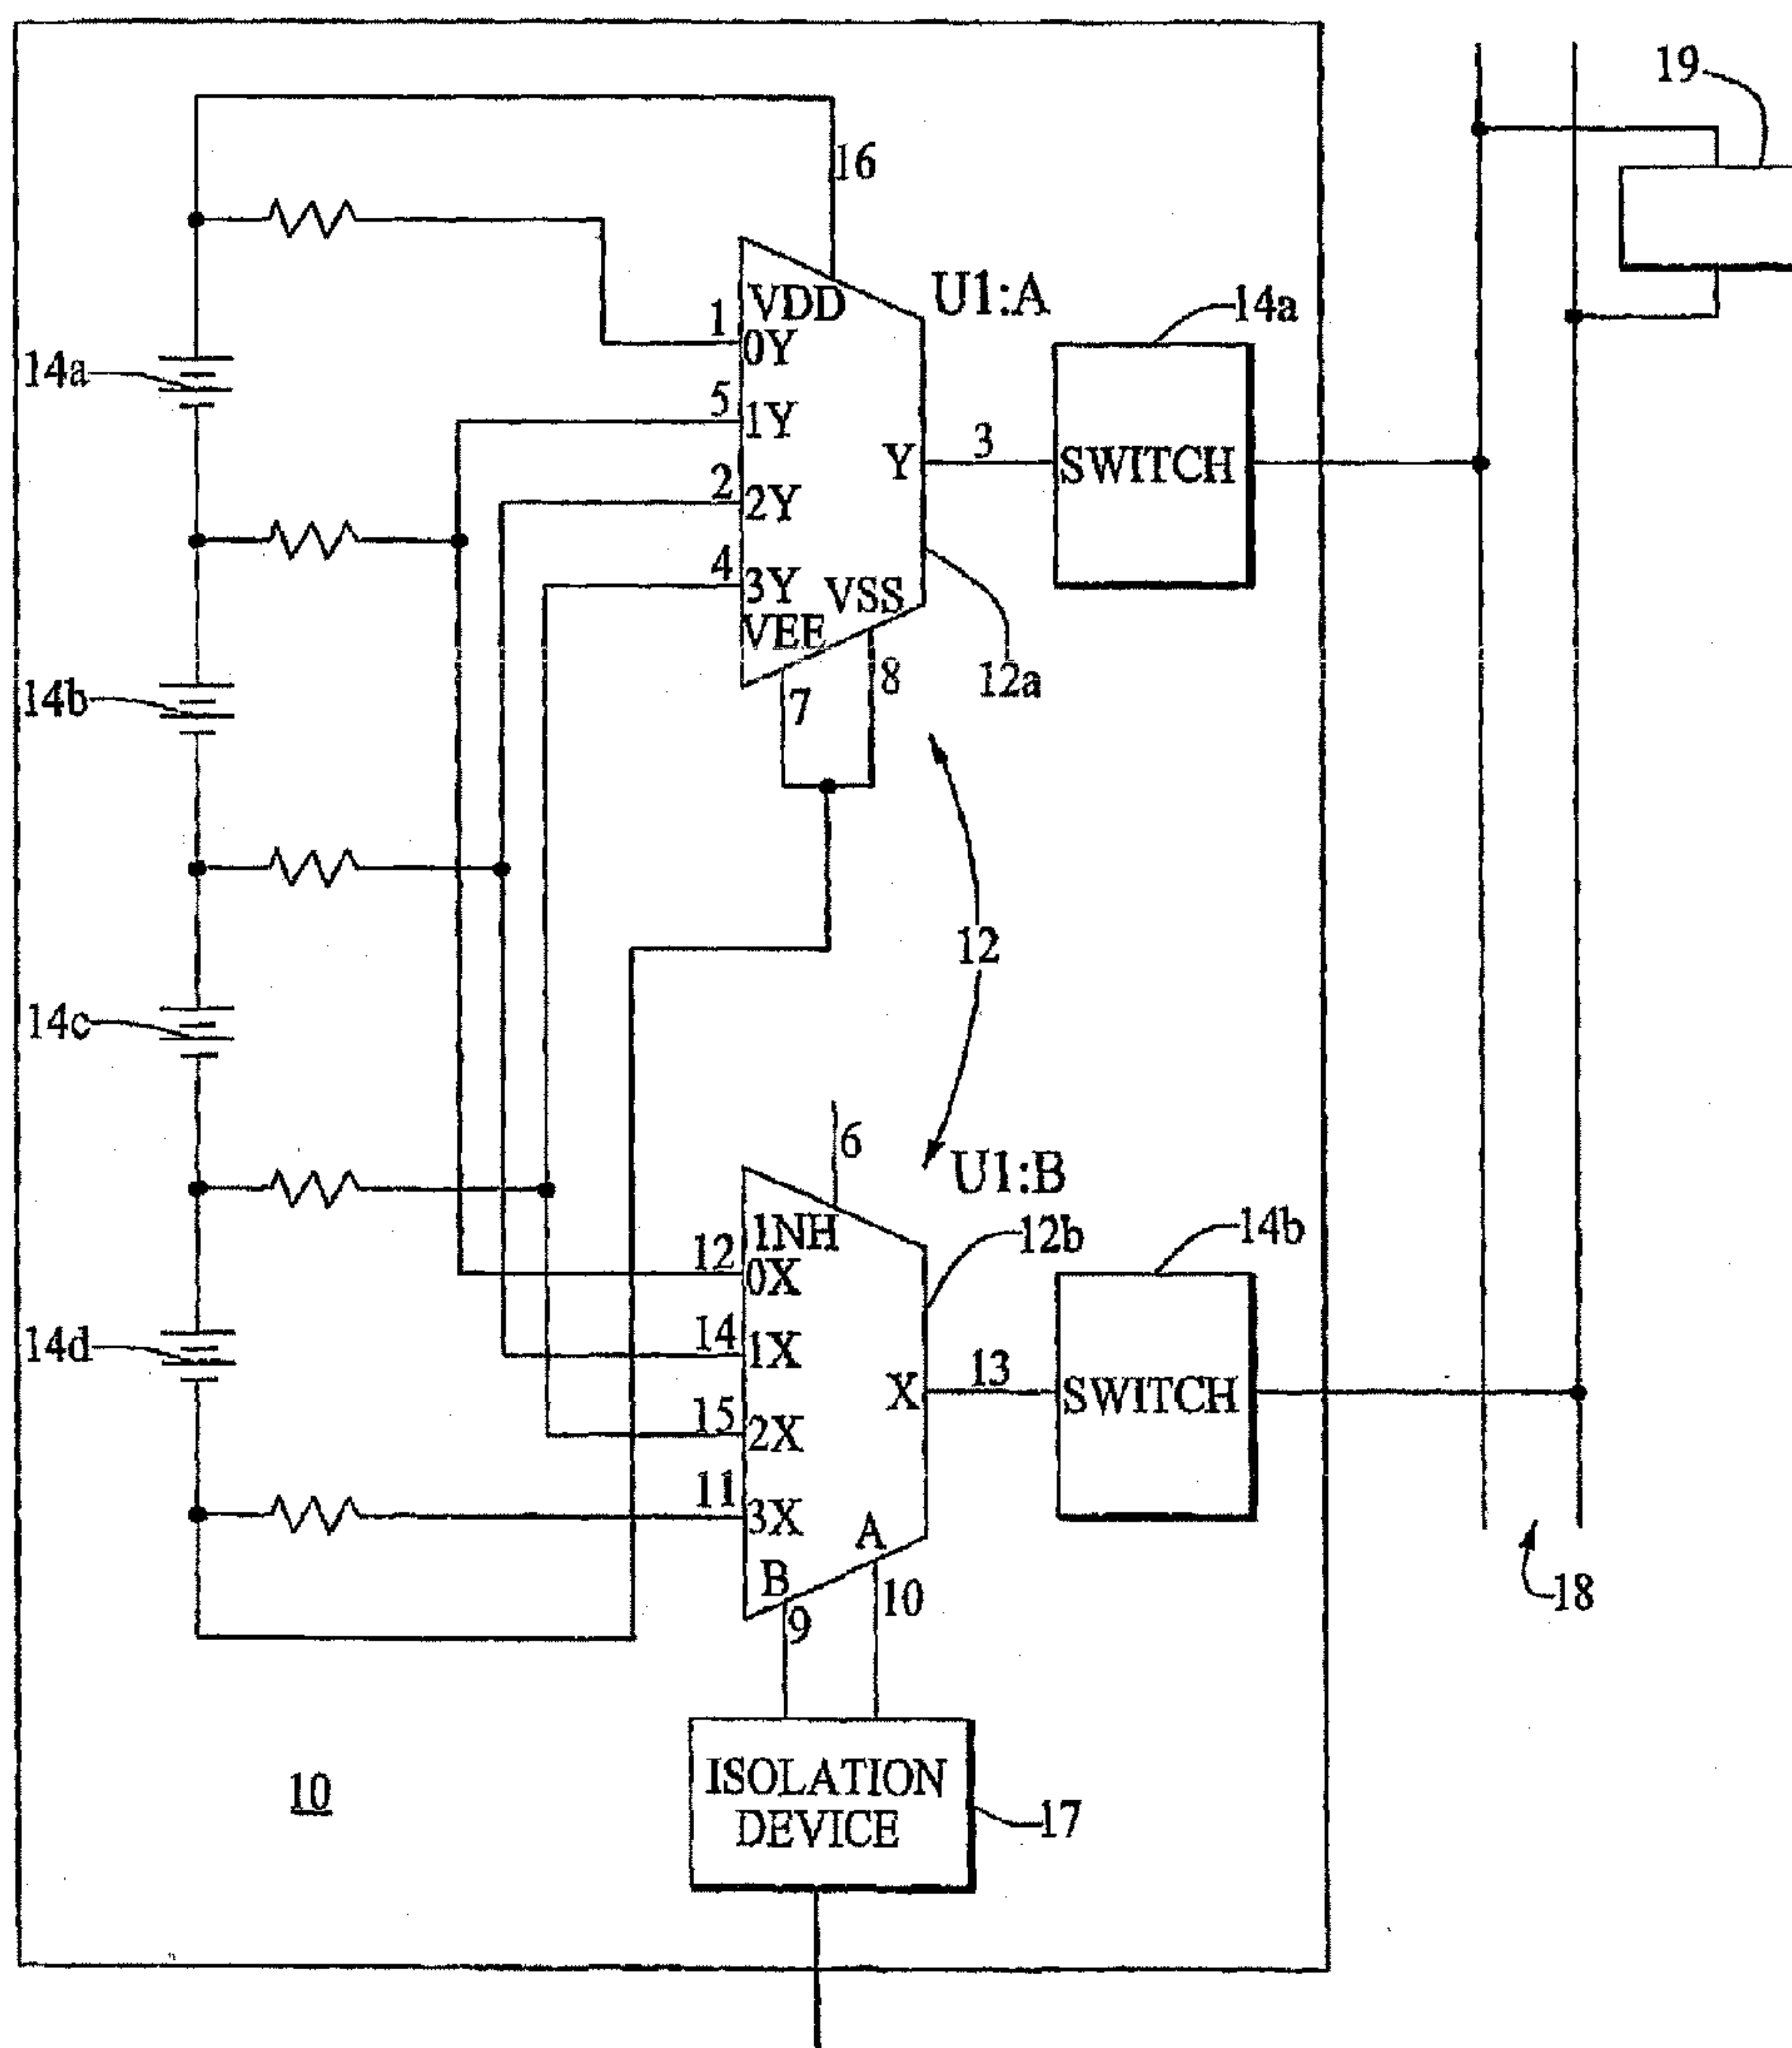 19
16
U1:A
VDD
14a
1
0Y
14a
5
1Y
Y
3
SWITCH
2
2Y
4
3Y
VSS
VEE
12a
14b
7
8
12
14c
6
U1:B
1NH
12b
14b
12
0X
14d
14
1X
X
13
SWITCH
15
2X
11
3X
A
B
10
9
18
ISOLATION
DEVICE
17
10